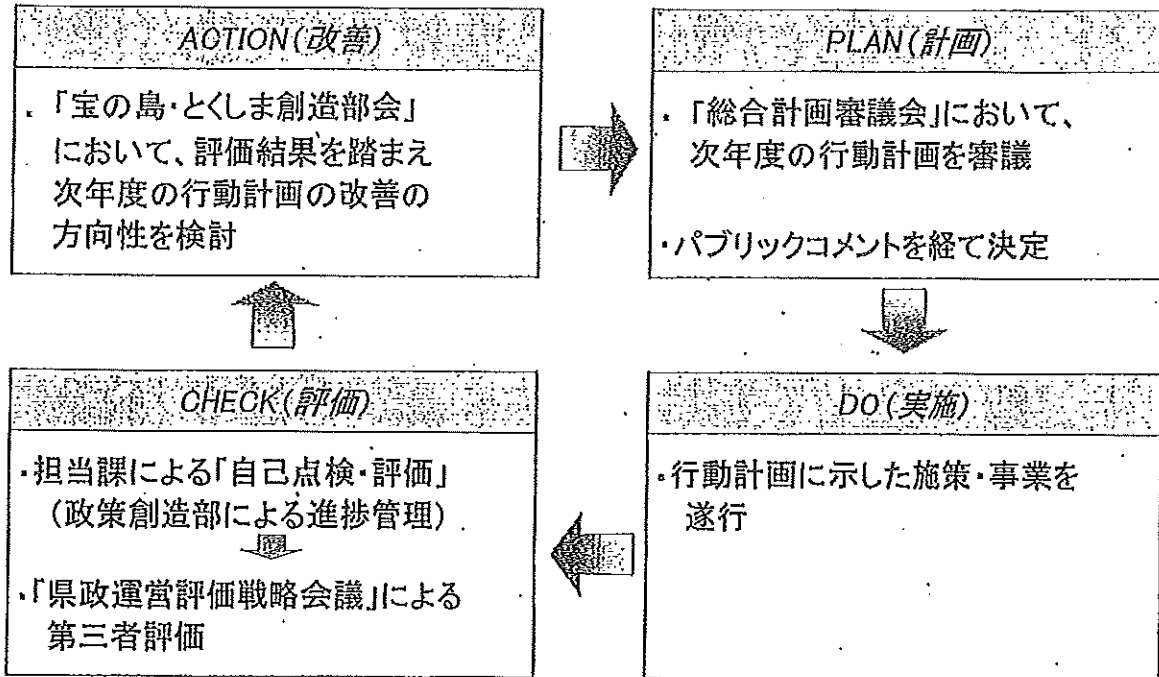 ACTION(改善)
・「宝の島・とくしま創造部会」
において、評価結果を踏まえ
次年度の行動計画の改善の
方向性を検討
PLAN(計画)
・「総合計画審議会」において、
次年度の行動計画を審議
・パブリックコメントを経て決定
CHECK(評価)
・担当課による「自己点検・評価」
(政策創造部による進捗管理)
・「県政運営評価戦略会議」による
第三者評価
DO(実施)
・行動計画に示した施策・事業を
遂行